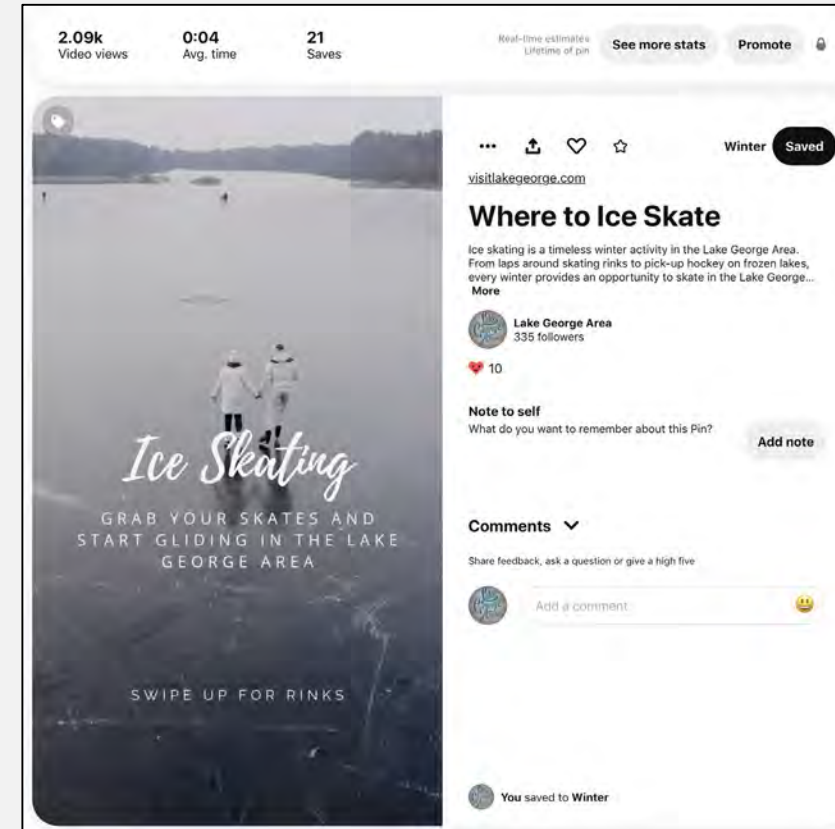 2.09k
0:04
21
Video views
Avg. time
Saves
Real-time estimates
Lifetime of pin
See more stats
Promote
Ice Skating
GRAB YOUR SKATES AND
START GLIDING IN THE LAKE
GEORGE AREA
SWIPE UP FOR RINKS
Winter
Saved
visitlakegeorge.com
Where to Ice Skate
Ice skating is a timeless winter activity in the Lake George Area.
From laps around skating rinks to pick-up hockey on frozen lakes,
every winter provides an opportunity to skate in the Lake George...
More
Lake George Area
335 followers
10
Note to self
What do you want to remember about this Pin?
Add note
Comments
Share feedback, ask a question or give a high five
Add a comment
You saved to Winter